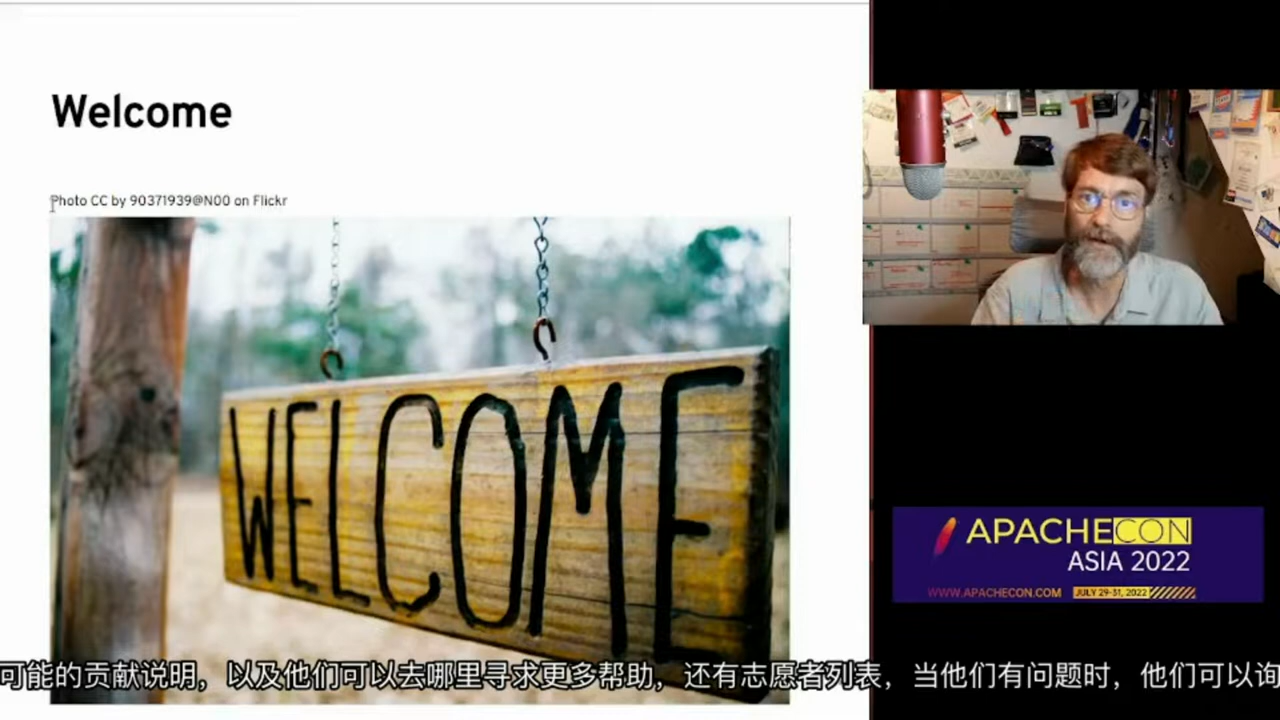 Welcome
Photo CC by 90371939@N00 on Flickr
WELCOME
APACHECON
ASIA 2022
WWW.APACHECON.COM JULY 29-31, 2022
可能的贡献说明，以及他们可以去哪里寻求更多帮助，还有志愿者列表，当他们有问题时，他们可以询